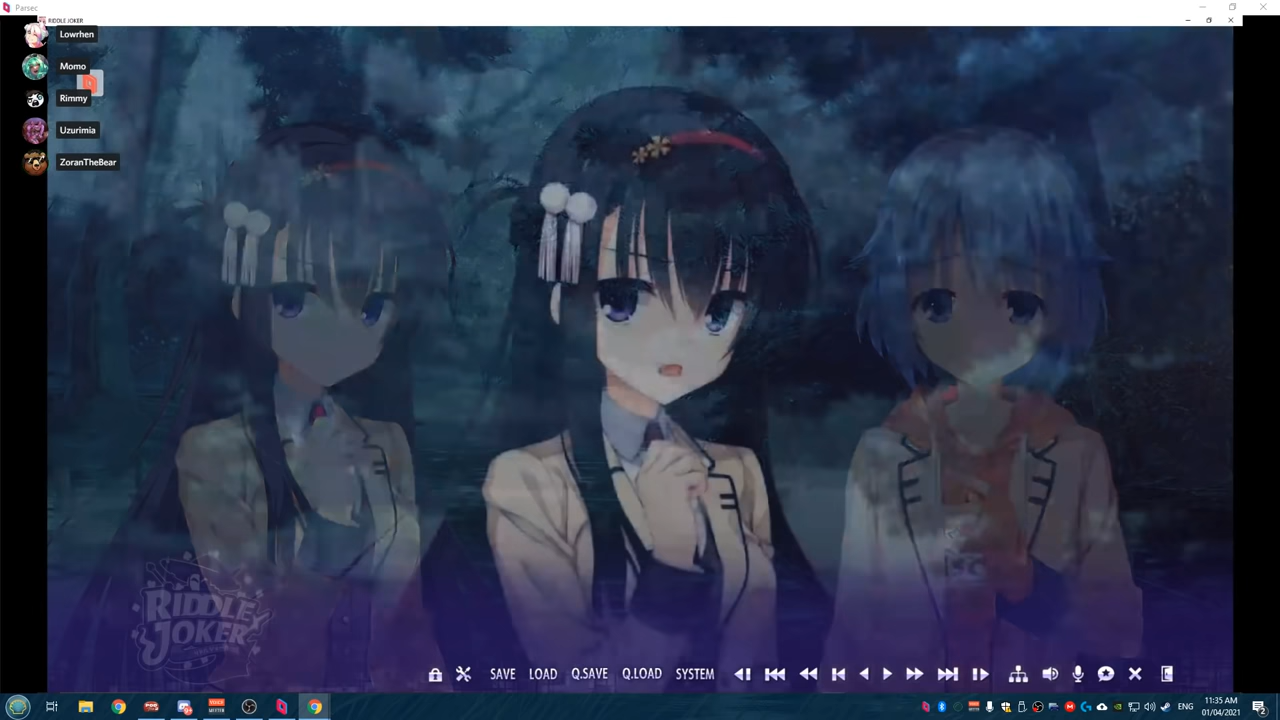 Parsec
RIDDLE JOKER
Lowrhen
Momo
Rimmy
Uzurimia
ZoranTheBear
RIDDLE
JOKER
SAVE LOAD Q.SAVE Q.LOAD SYSTEM
ENG
11:35 AM
01/04/2021
2